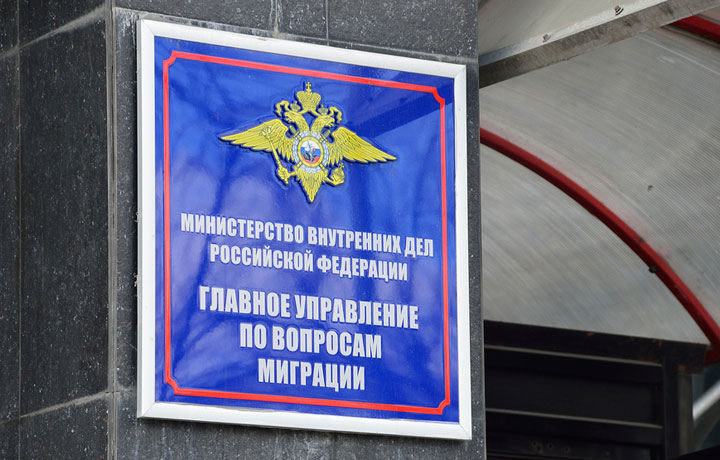 МИНИСТЕРСТВО ВНУТРЕННИХ ДЕЛ
РОССИЙСКОЙ ФЕДЕРАЦИИ
ГЛАВНОЕ УПРАВЛЕНИЕ
ПО ВОПРОСАМ
МИГРАЦИИ